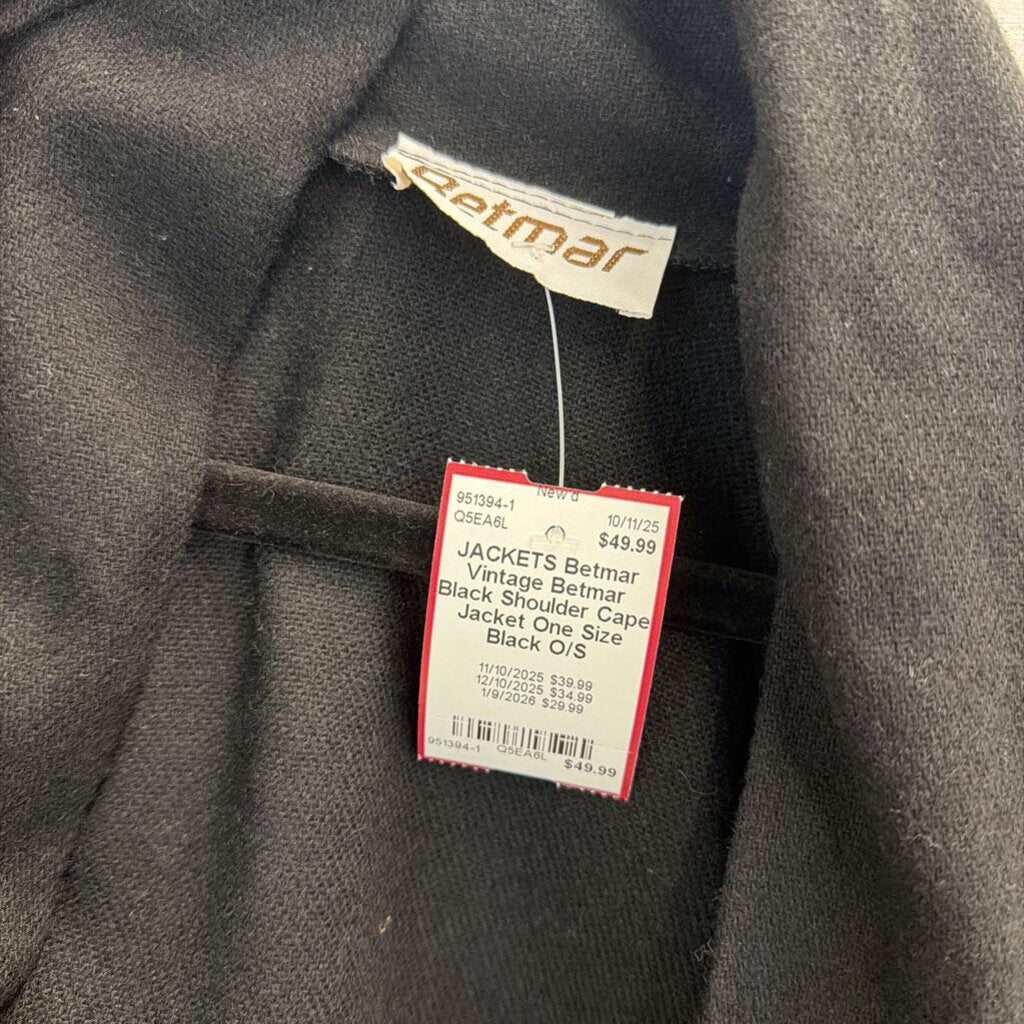 Betmar
New'd
951394-1
10/11/25
Q5EA6L
$49.99
JACKETS Betmar
Vintage Betmar
Black Shoulder Cape
Jacket One Size
Black O/S
11/10/2025 $39.99
12/10/2025 $34.99
1/9/2026 $29.99
951394-1 Q5EA6L $49.99